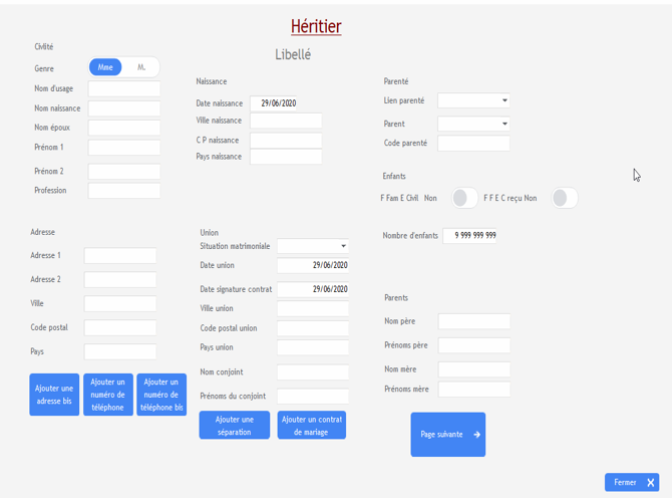 Héritier
Libellé
Civilité
Genre Mme M.
Nom d'usage
Nom naissance
Nom époux
Prénom 1
Prénom 2
Profession
Naissance
Date naissance 29/06/2020
Ville naissance
C P naissance
Pays naissance
Parenté
Lien parenté
Parent
Code parenté
Enfants
F Fam E Civil Non F F E C reçu Non
Nombre d'enfants 9 999 999 999
Adresse
Adresse 1
Adresse 2
Ville
Code postal
Pays
Ajouter une
adresse bis
Ajouter un
numéro de
téléphone
Ajouter un
numéro de
téléphone bis
Union
Situation matrimoniale
Date union 29/06/2020
Date signature contrat 29/06/2020
Ville union
Code postal union
Pays union
Nom conjoint
Prénoms du conjoint
Ajouter une
séparation
Ajouter un contrat
de mariage
Parents
Nom père
Prénoms père
Nom mère
Prénoms mère
Page suivante
Fermer X